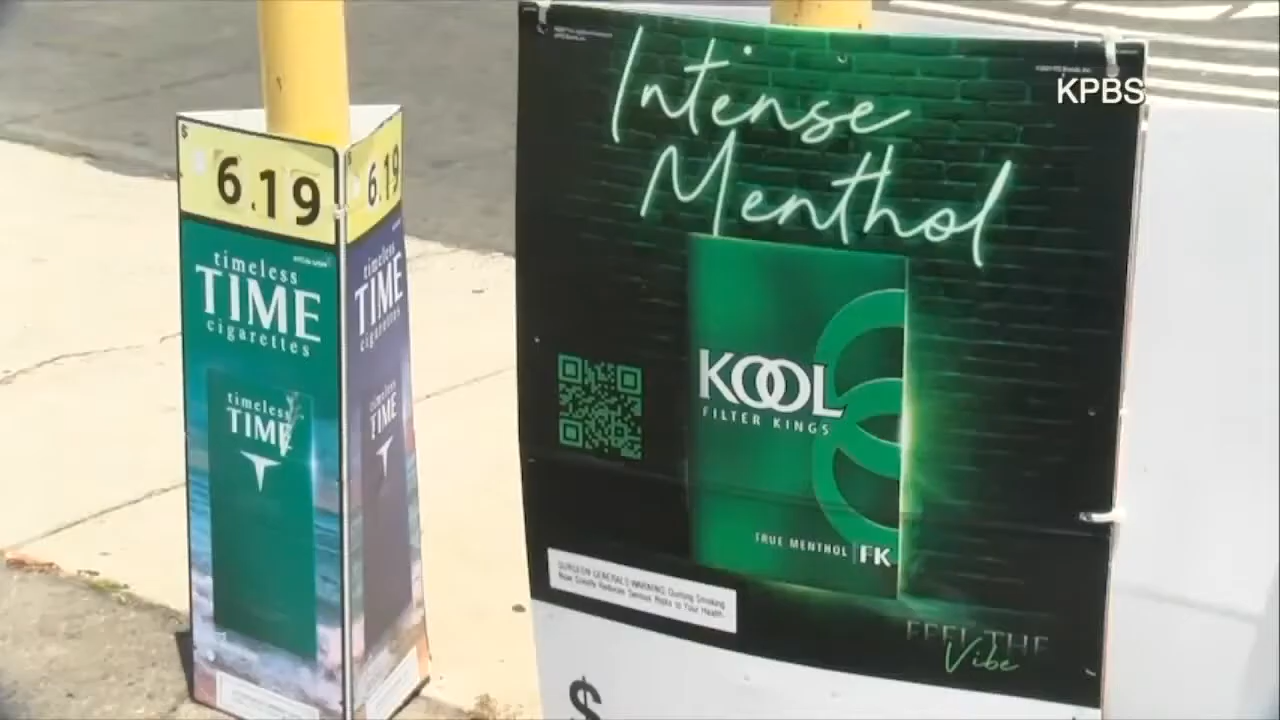 $
6.19
timeless
TIME
cigarettes
timeless
TIME
6.19
timeless
TIME
cigarettes
timeless
TIME
KPBS
Intense
Menthol
KOOL
FILTER KINGS
TRUE MENTHOL FK
SURGEON GENERAL'S WARNING: Quitting Smoking
Now Greatly Reduces Serious Risks to Your Health.
FEEL THE
Vibe
$